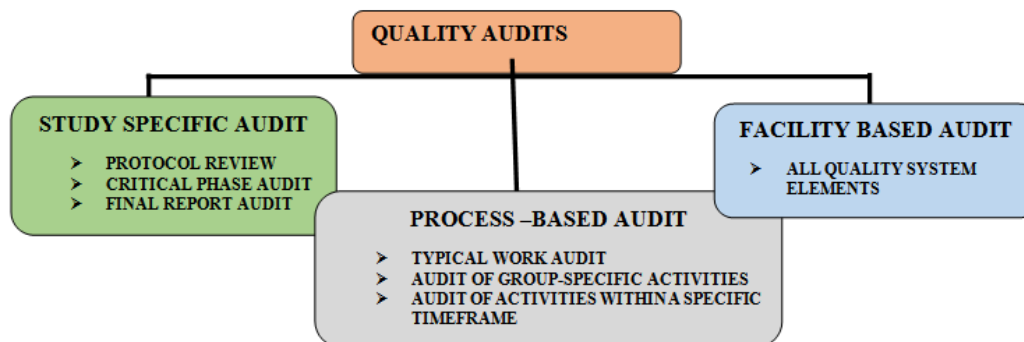 QUALITY AUDITS
STUDY SPECIFIC AUDIT
➢ PROTOCOL REVIEW
➢ CRITICAL PHASE AUDIT
➢ FINAL REPORT AUDIT
PROCESS –BASED AUDIT
➢ TYPICAL WORK AUDIT
➢ AUDIT OF GROUP-SPECIFIC ACTIVITIES
➢ AUDIT OF ACTIVITIES WITHIN A SPECIFIC
TIMEFRAME
FACILITY BASED AUDIT
➢ ALL QUALITY SYSTEM
ELEMENTS